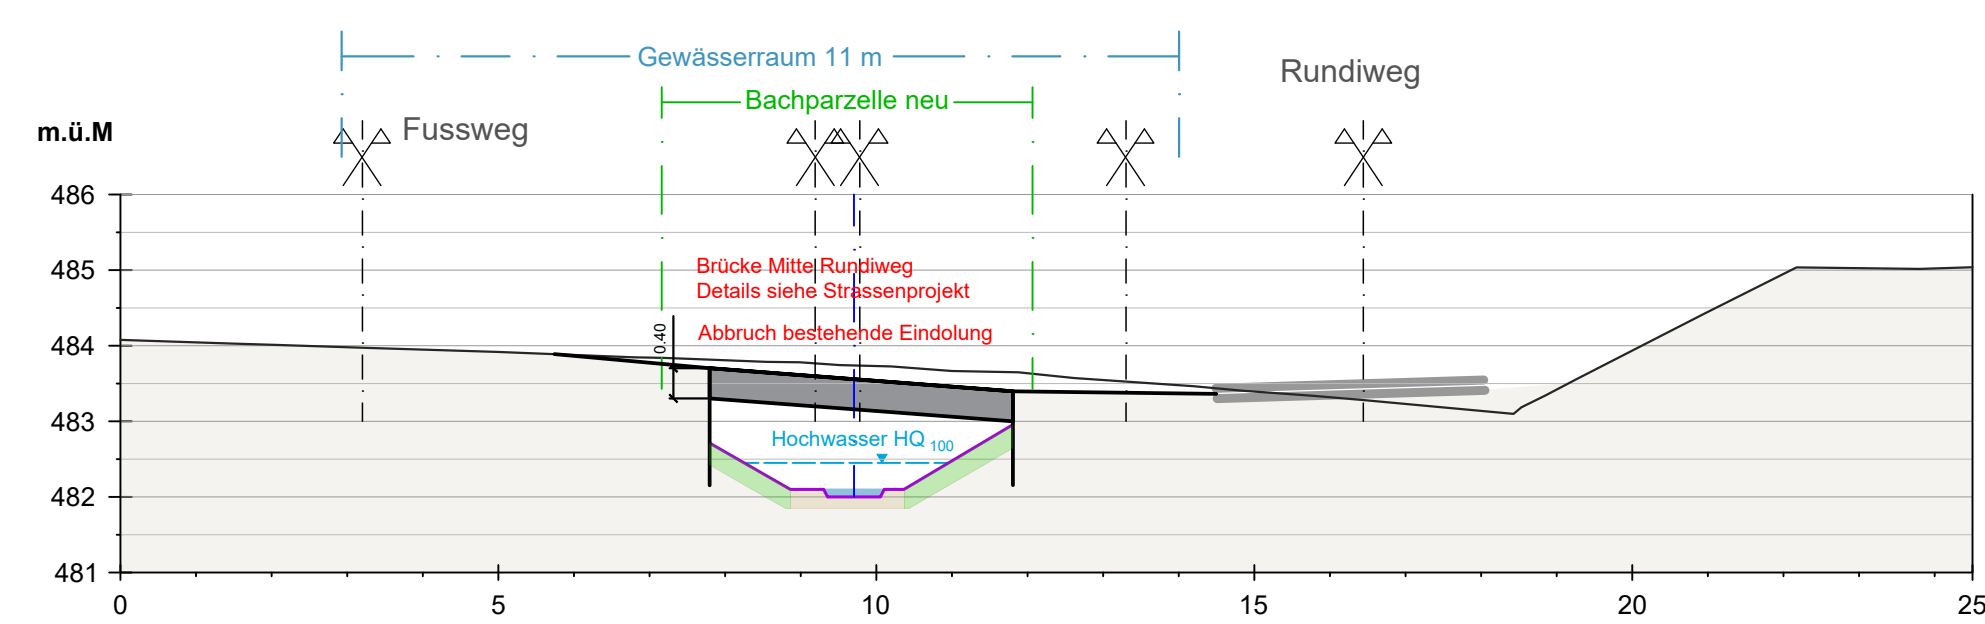 Gewässerraum 11 m
Rundiweg
Bachparzelle neu
m.ü.M
Fussweg
486
485
Brücke Mitte Rundiweg
Details siehe Strassenprojekt
484
0.40
Abbruch bestehende Eindolung
483
Hochwasser HQ 100
482
481
0 5 10 15 20 25